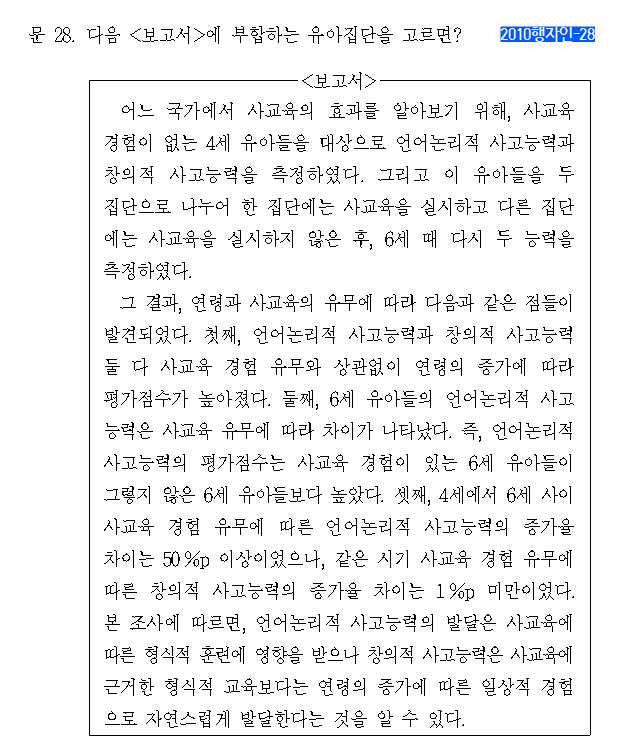 문 28. 다음 <보고서>에 부합하는 유아집단을 고르면? 2010행자인-28
<보고서>
어느 국가에서 사교육의 효과를 알아보기 위해, 사교육
경험이 없는 4세 유아들을 대상으로 언어논리적 사고능력과
창의적 사고능력을 측정하였다. 그리고 이 유아들을 두
집단으로 나누어 한 집단에는 사교육을 실시하고 다른 집단
에는 사교육을 실시하지 않은 후, 6세 때 다시 두 능력을
측정하였다.
그 결과, 연령과 사교육의 유무에 따라 다음과 같은 점들이
발견되었다. 첫째, 언어논리적 사고능력과 창의적 사고능력
둘 다 사교육 경험 유무와 상관없이 연령의 증가에 따라
평가점수가 높아졌다. 둘째, 6세 유아들의 언어논리적 사고
능력은 사교육 유무에 따라 차이가 나타났다. 즉, 언어논리적
사고능력의 평가점수는 사교육 경험이 있는 6세 유아들이
그렇지 않은 6세 유아들보다 높았다. 셋째, 4세에서 6세 사이
사교육 경험 유무에 따른 언어논리적 사고능력의 증가율
차이는 50%p 이상이었으나, 같은 시기 사교육 경험 유무에
따른 창의적 사고능력의 증가율 차이는 1%p 미만이었다.
본 조사에 따르면, 언어논리적 사고능력의 발달은 사교육에
따른 형식적 훈련에 영향을 받으나 창의적 사고능력은 사교육에
근거한 형식적 교육보다는 연령의 증가에 따른 일상적 경험
으로 자연스럽게 발달한다는 것을 알 수 있다.